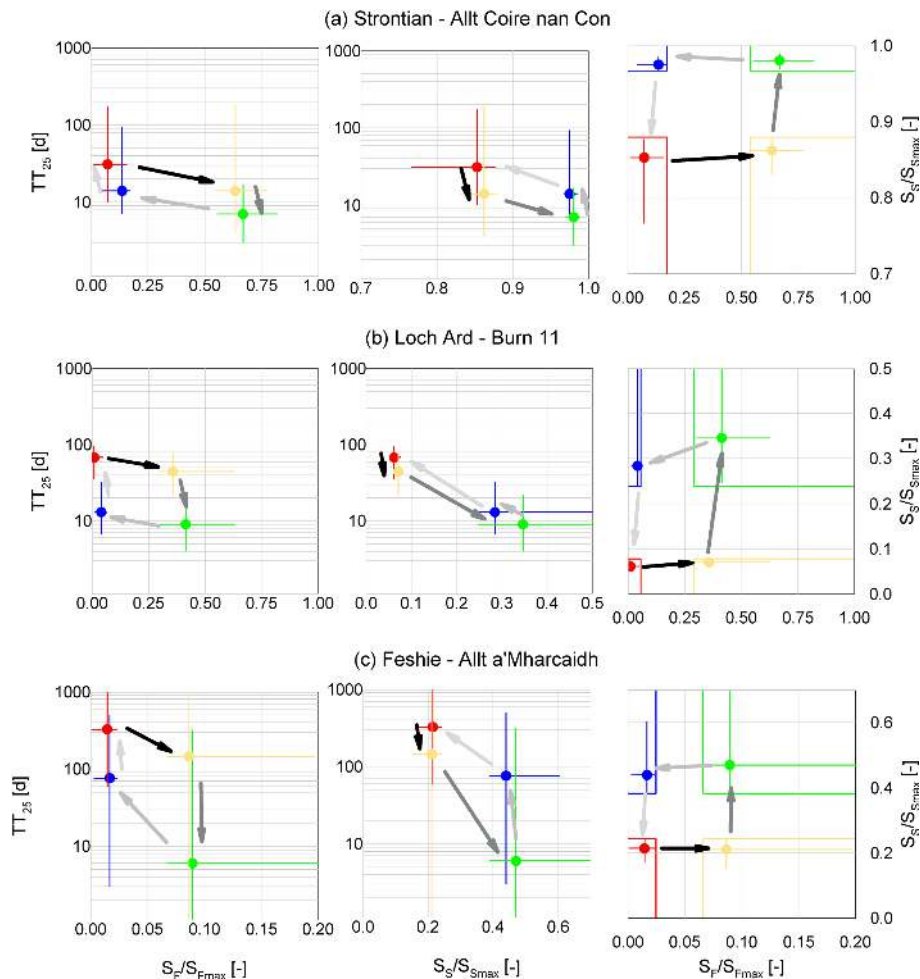 (a) Strontian - Allt Coire nan Con
1000
100
10
TT25 [d]
0.00 0.25 0.50 0.75 1.00
1000
100
10
0.7 0.8 0.9 1.0
1.0
0.9
0.8
0.7
SS/SSmax [-]
0.00 0.25 0.50 0.75 1.00
(b) Loch Ard - Burn 11
1000
100
10
TT25 [d]
0.00 0.25 0.50 0.75 1.00
1000
100
10
0.0 0.1 0.2 0.3 0.4 0.5
0.5
0.4
0.3
0.2
0.1
0.0
SS/SSmax [-]
0.00 0.25 0.50 0.75 1.00
(c) Feshie - Allt a'Mharcaidh
1000
100
10
TT25 [d]
0.00 0.05 0.10 0.15 0.20
SF/SFmax [-]
1000
100
10
0.0 0.2 0.4 0.6
SS/SSmax [-]
0.6
0.4
0.2
0.0
SS/SSmax [-]
0.00 0.05 0.10 0.15 0.20
SF/SFmax [-]